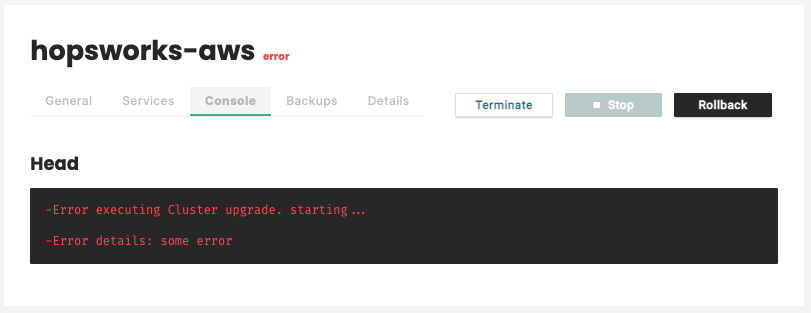 hopsworks-aws error
General Services Console Backups Details Terminate Stop Rollback
Head
-Error executing Cluster upgrade. starting...
-Error details: some error